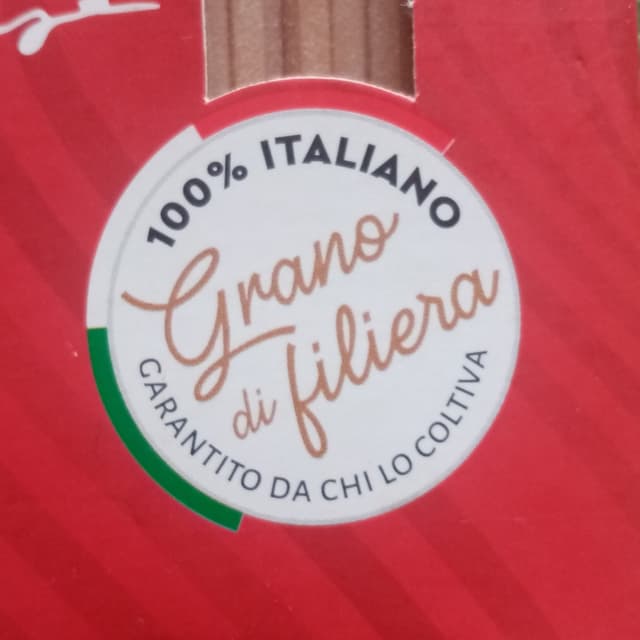 100% ITALIANO
Grano
di filiera
GARANTITO DA CHI LO COLTIVA